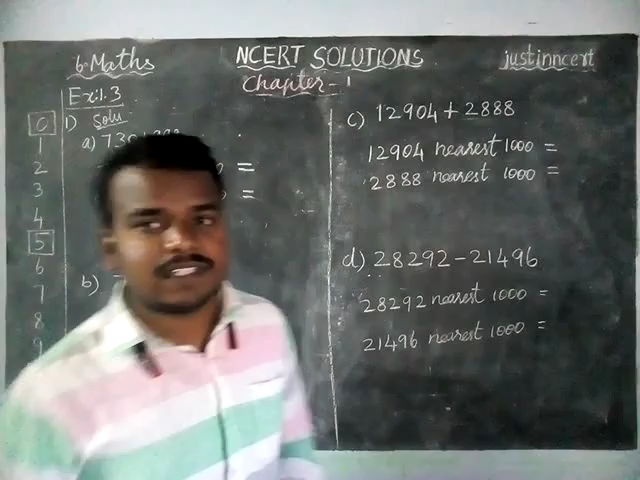 6 Maths
NCERT SOLUTIONS
justinncert
Chapter - 1
Ex: 1.3
1) Solu
a) 73
=
=
b)
0
1
2
3
4
5
6
7
8
9
c) 12904 + 2888
12904 nearest 1000 =
2888 nearest 1000 =
d) 28292 - 21496
28292 nearest 1000 =
21496 nearest 1000 =